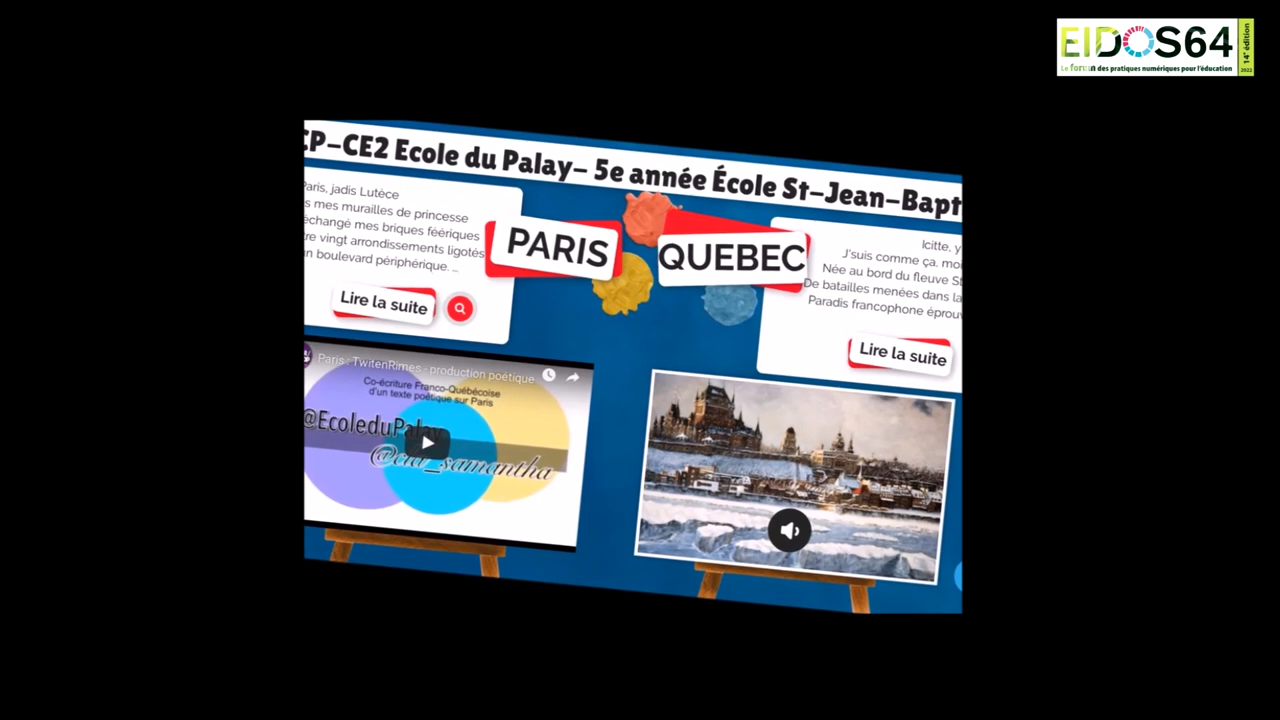 EIDOS64
Le forum des pratiques numériques pour l'éducation
14e édition
2022
CP-CE2 Ecole du Palay- 5e année École St-Jean-Bapt
Paris, jadis Lutèce
s mes murailles de princesse
échangé mes briques féériques
tre vingt arrondissements ligotés
un boulevard périphérique. ...
Lire la suite
PARIS
QUEBEC
Icitte, y
J'suis comme ça, moi
Née au bord du fleuve St
De batailles menées dans la
Paradis francophone éprouv
Lire la suite
Paris : TwitenRimes - production poétique
Co-écriture Franco-Québécoise
d'un texte poétique sur Paris
@EcoleduPalay
@cia_samantha